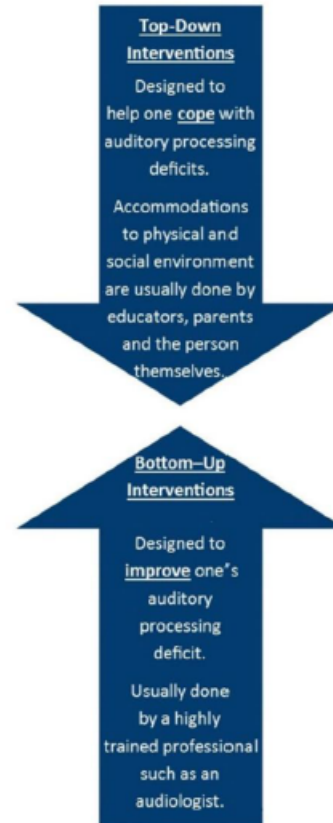 Top-Down
Interventions
Designed to
help one cope with
auditory processing
deficits.
Accommodations
to physical and
social environment
are usually done by
educators, parents
and the person
themselves.
Bottom–Up
Interventions
Designed to
improve one's
auditory
processing
deficit.
Usually done
by a highly
trained professional
such as an
audiologist.